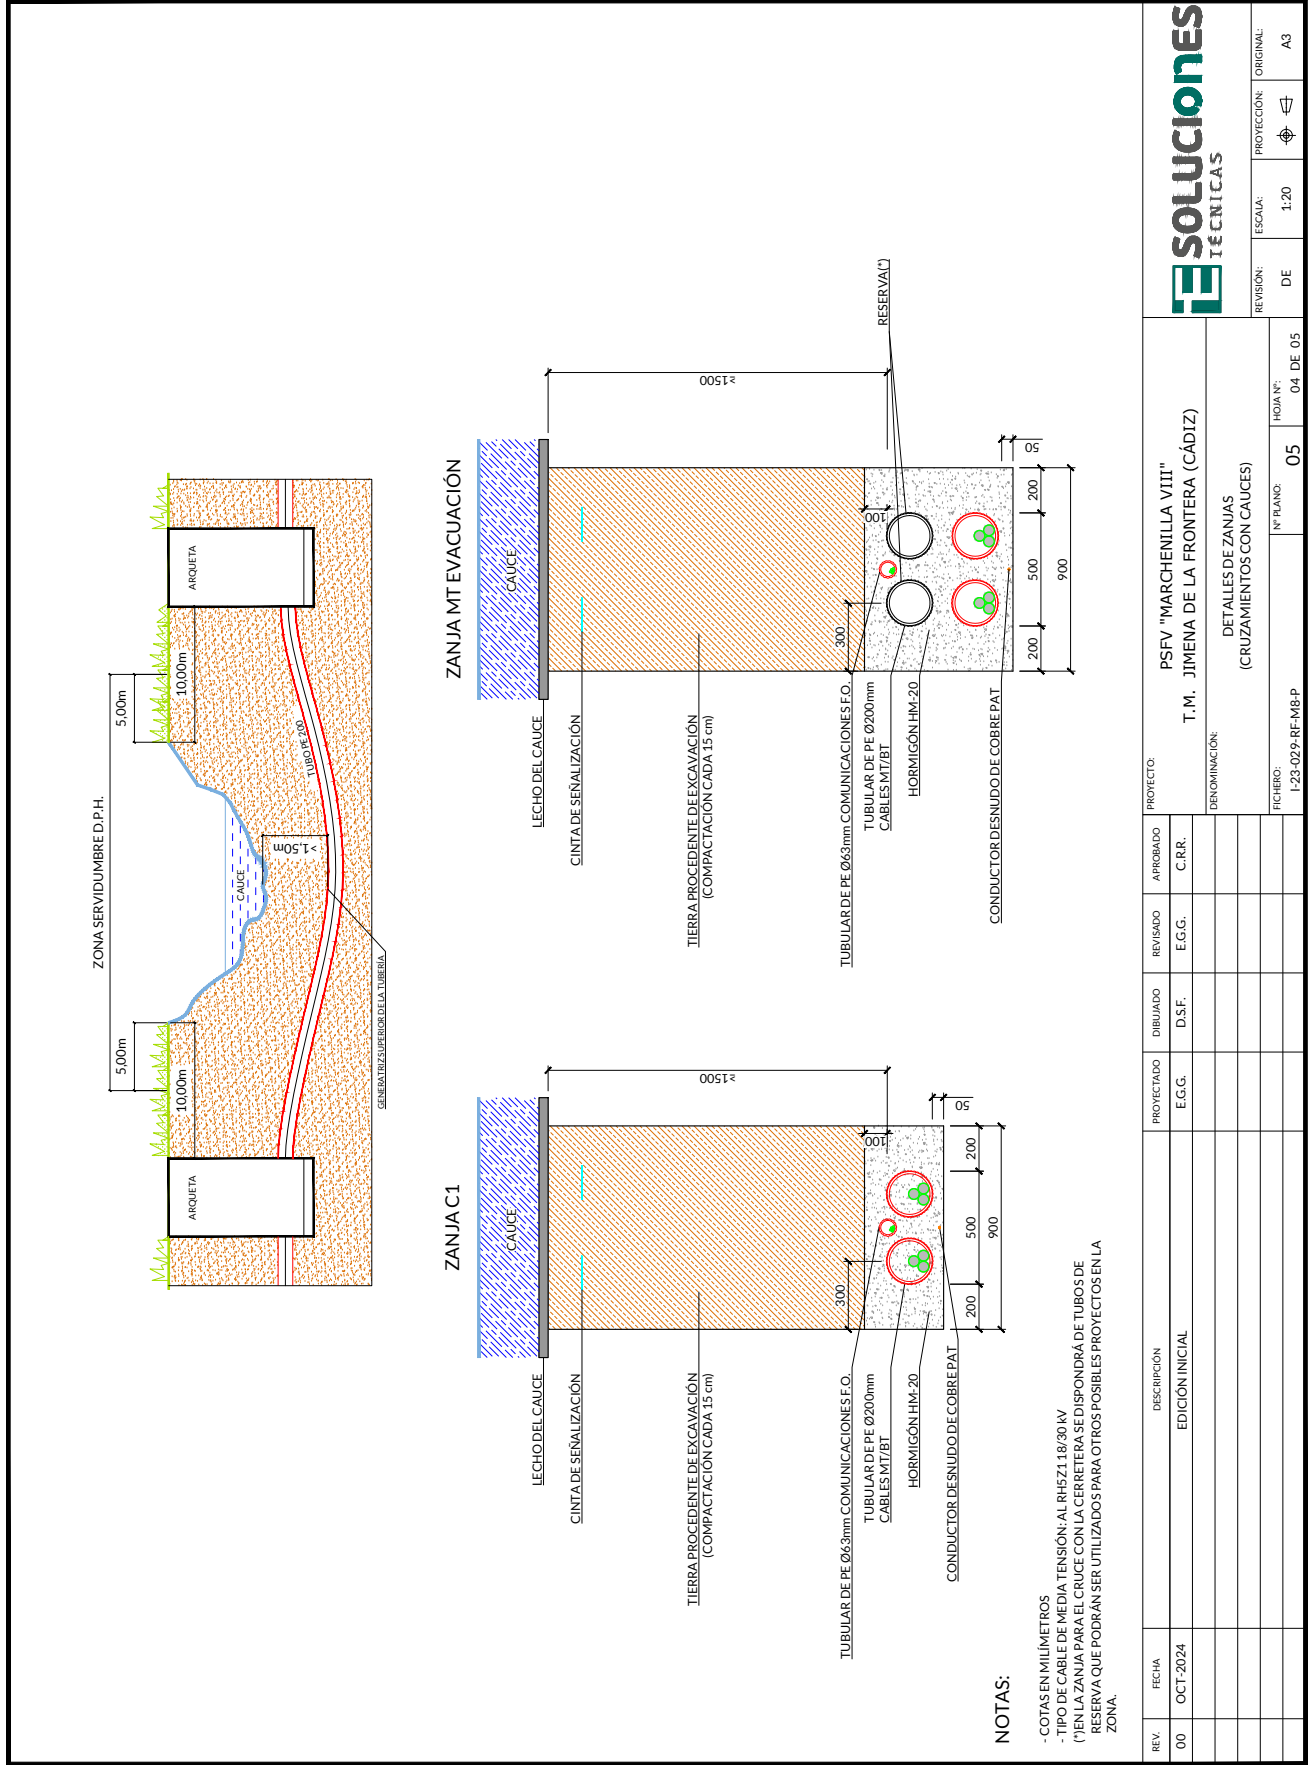 ZONA SERVIDUMBRE D.P.H.
5,00m
5,00m
10,00m
10,00m
ARQUETA
ARQUETA
CAUCE
>1,50m
TUBO PE 200
GENERATRIZ SUPERIOR DE LA TUBERÍA
ZANJA C1
CAUCE
LECHO DEL CAUCE
CINTA DE SEÑALIZACIÓN
TIERRA PROCEDENTE DE EXCAVACIÓN
(COMPACTACIÓN CADA 15 cm)
TUBULAR DE PE Ø63mm COMUNICACIONES F.O.
TUBULAR DE PE Ø200mm
CABLES MT/BT
HORMIGÓN HM-20
CONDUCTOR DESNUDO DE COBRE PAT
≥1500
300
100
50
200
500
200
900
ZANJA MT EVACUACIÓN
CAUCE
LECHO DEL CAUCE
CINTA DE SEÑALIZACIÓN
TIERRA PROCEDENTE DE EXCAVACIÓN
(COMPACTACIÓN CADA 15 cm)
TUBULAR DE PE Ø63mm COMUNICACIONES F.O.
TUBULAR DE PE Ø200mm
CABLES MT/BT
HORMIGÓN HM-20
CONDUCTOR DESNUDO DE COBRE PAT
RESERVA(*)
≥1500
300
100
50
200
500
200
900
NOTAS:
- COTAS EN MILÍMETROS
- TIPO DE CABLE DE MEDIA TENSIÓN: AL RH5Z1 18/30 kV
(*)EN LA ZANJA PARA EL CRUCE CON LA CERRETERA SE DISPONDRÁ DE TUBOS DE
RESERVA QUE PODRÁN SER UTILIZADOS PARA OTROS POSIBLES PROYECTOS EN LA
ZONA.
REV.
FECHA
DESCRIPCIÓN
PROYECTADO
DIBUJADO
REVISADO
APROBADO
00
OCT-2024
EDICIÓN INICIAL
E.G.G.
D.S.F.
E.G.G.
C.R.R.
PROYECTO:
PSFV "MARCHENILLA VIII"
T.M. JIMENA DE LA FRONTERA (CÁDIZ)
DENOMINACIÓN:
DETALLES DE ZANJAS
(CRUZAMIENTOS CON CAUCES)
FICHERO:
I-23-029-RF-M8-P
Nº PLANO:
05
HOJA Nº:
04 DE 05
SOLUCIONES
TÉCNICAS
REVISIÓN:
DE
ESCALA:
1:20
PROYECCIÓN:
ORIGINAL:
A3